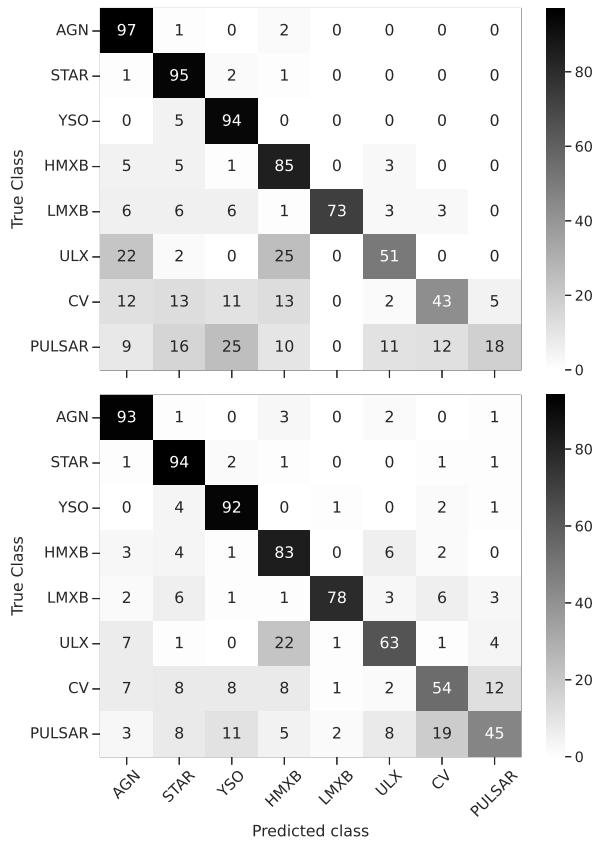 AGN 97 1 0 2 0 0 0 0
STAR 1 95 2 1 0 0 0 0
YSO 0 5 94 0 0 0 0 0
HMXB 5 5 1 85 0 3 0 0
LMXB 6 6 6 1 73 3 3 0
ULX 22 2 0 25 0 51 0 0
CV 12 13 11 13 0 2 43 5
PULSAR 9 16 25 10 0 11 12 18
True Class
80
60
40
20
0
AGN 93 1 0 3 0 2 0 1
STAR 1 94 2 1 0 0 1 1
YSO 0 4 92 0 1 0 2 1
HMXB 3 4 1 83 0 6 2 0
LMXB 2 6 1 1 78 3 6 3
ULX 7 1 0 22 1 63 1 4
CV 7 8 8 8 1 2 54 12
PULSAR 3 8 11 5 2 8 19 45
True Class
80
60
40
20
0
AGN STAR YSO HMXB LMXB ULX CV PULSAR
Predicted class